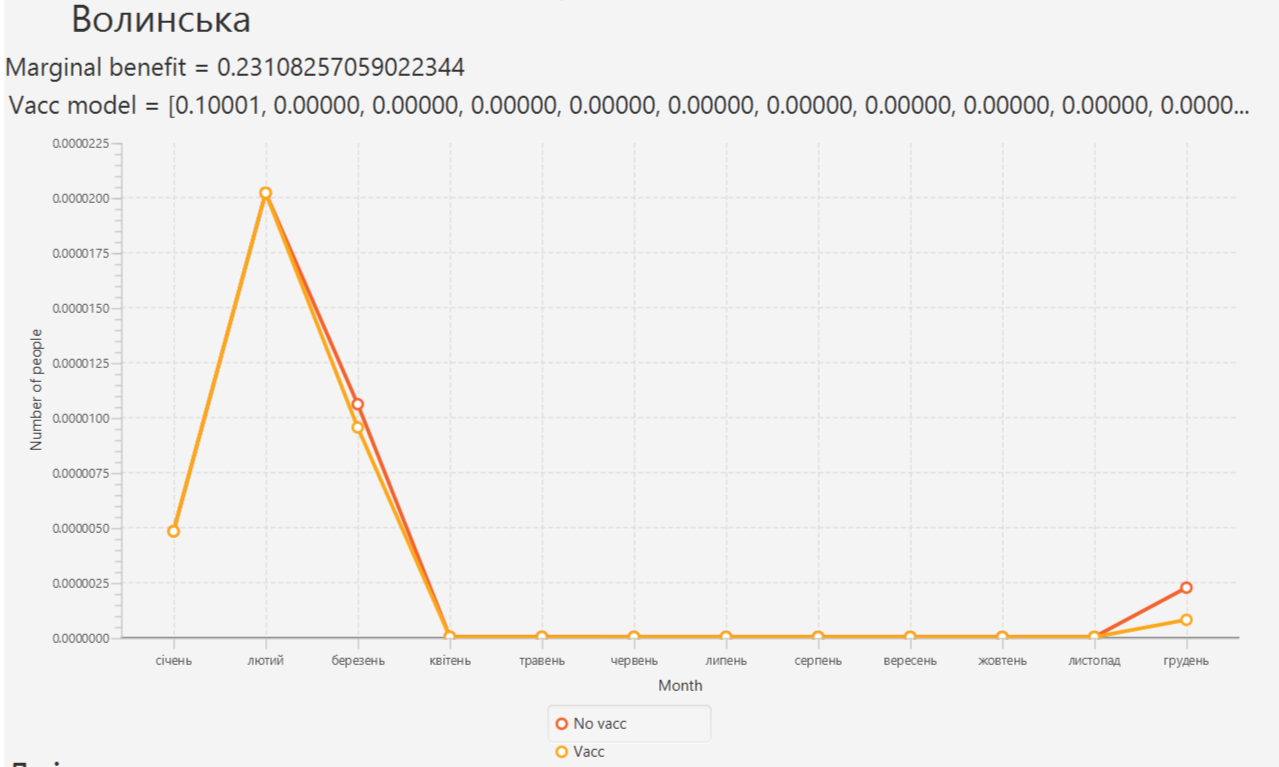 Волинська
Marginal benefit = 0.23108257059022344
Vacc model = [0.10001, 0.00000, 0.00000, 0.00000, 0.00000, 0.00000, 0.00000, 0.00000, 0.00000, 0.00000, 0.0000...
0.0000225
0.0000200
0.0000175
0.0000150
0.0000125
0.0000100
0.0000075
0.0000050
0.0000025
0.0000000
Number of people
січень лютий березень квітень травень червень липень серпень вересень жовтень листопад грудень
Month
No vacc
Vacc